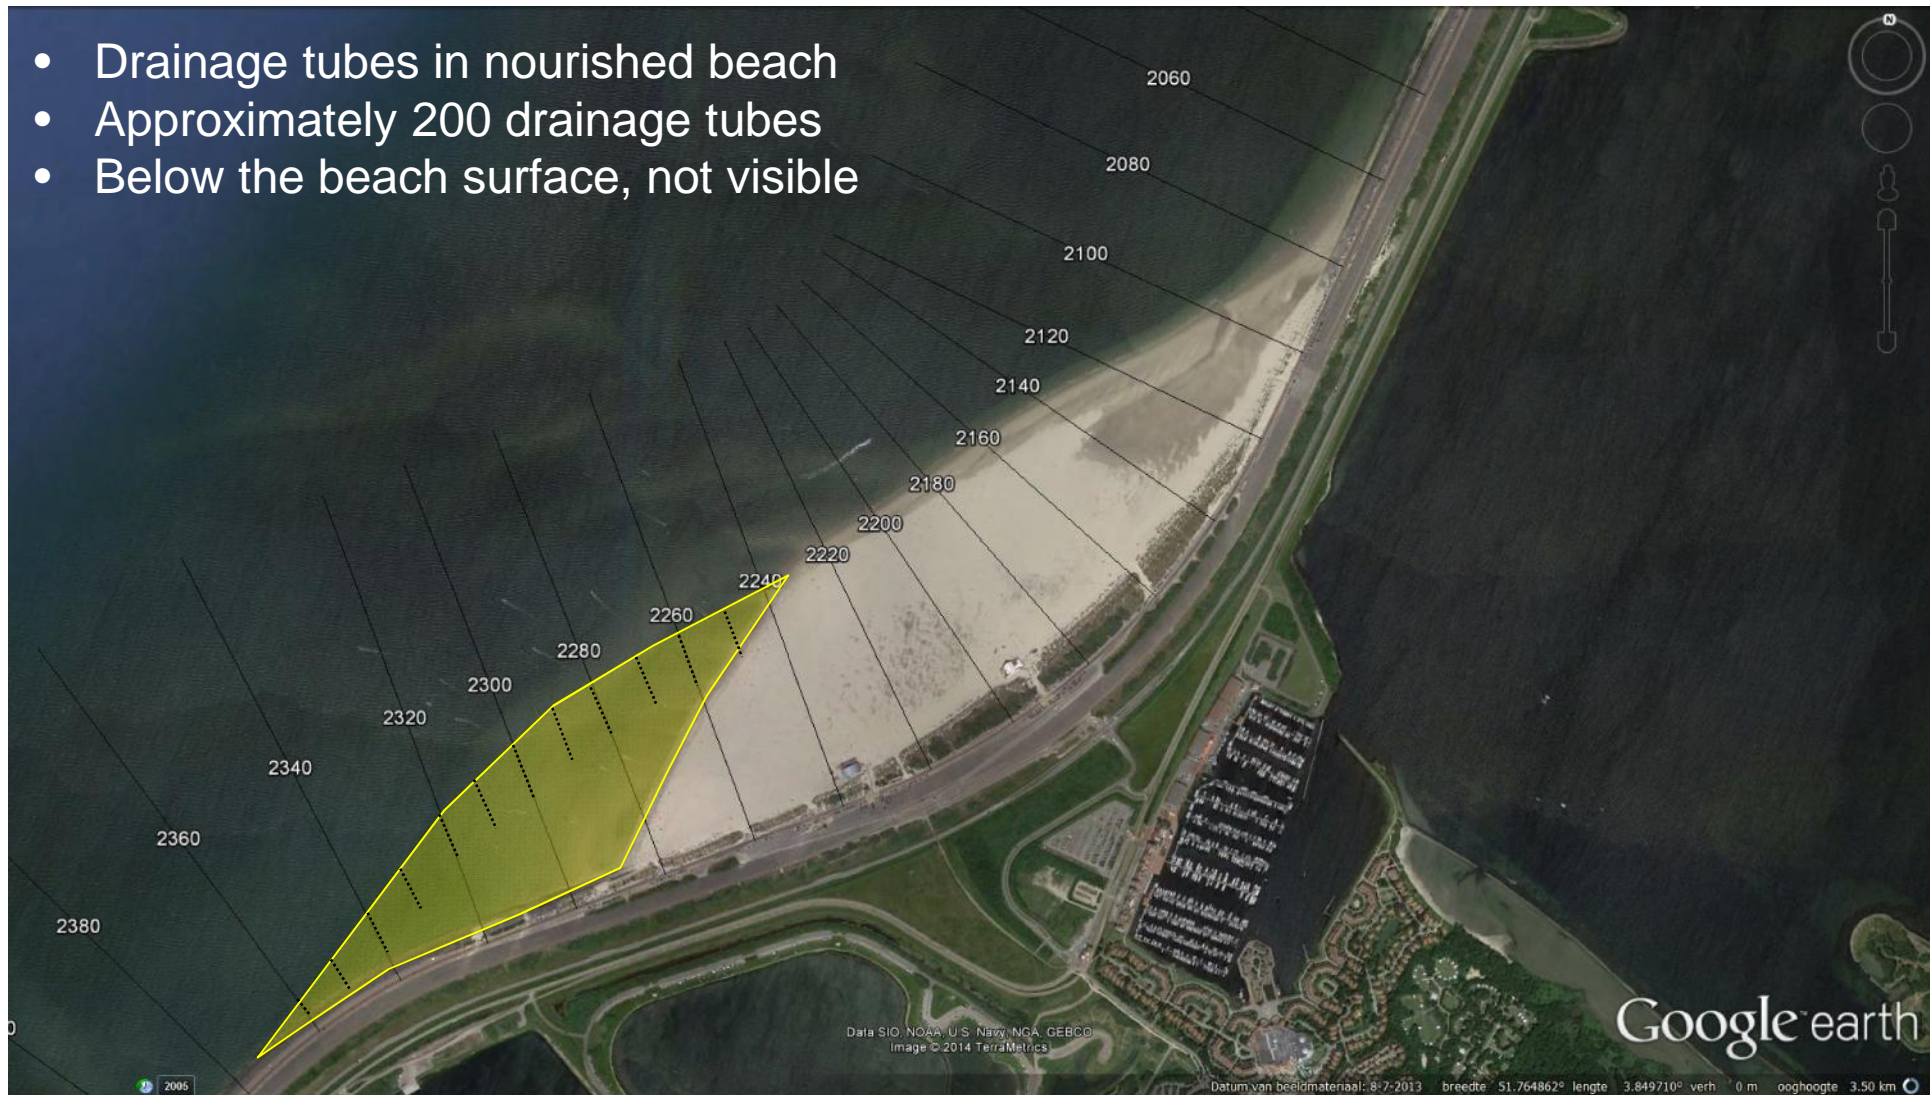 • Drainage tubes in nourished beach
• Approximately 200 drainage tubes
• Below the beach surface, not visible
N
2060
2080
2100
2120
2140
2160
2180
2200
2220
2240
2260
2280
2300
2320
2340
2360
2380
0
Google earth
Data SIO, NOAA, U.S. Navy, NGA, GEBCO
Image © 2014 TerraMetrics
2005
Datum van beeldmateriaal: 8-7-2013 breedte 51.764862° lengte 3.849710° verh 0 m ooghoogte 3.50 km